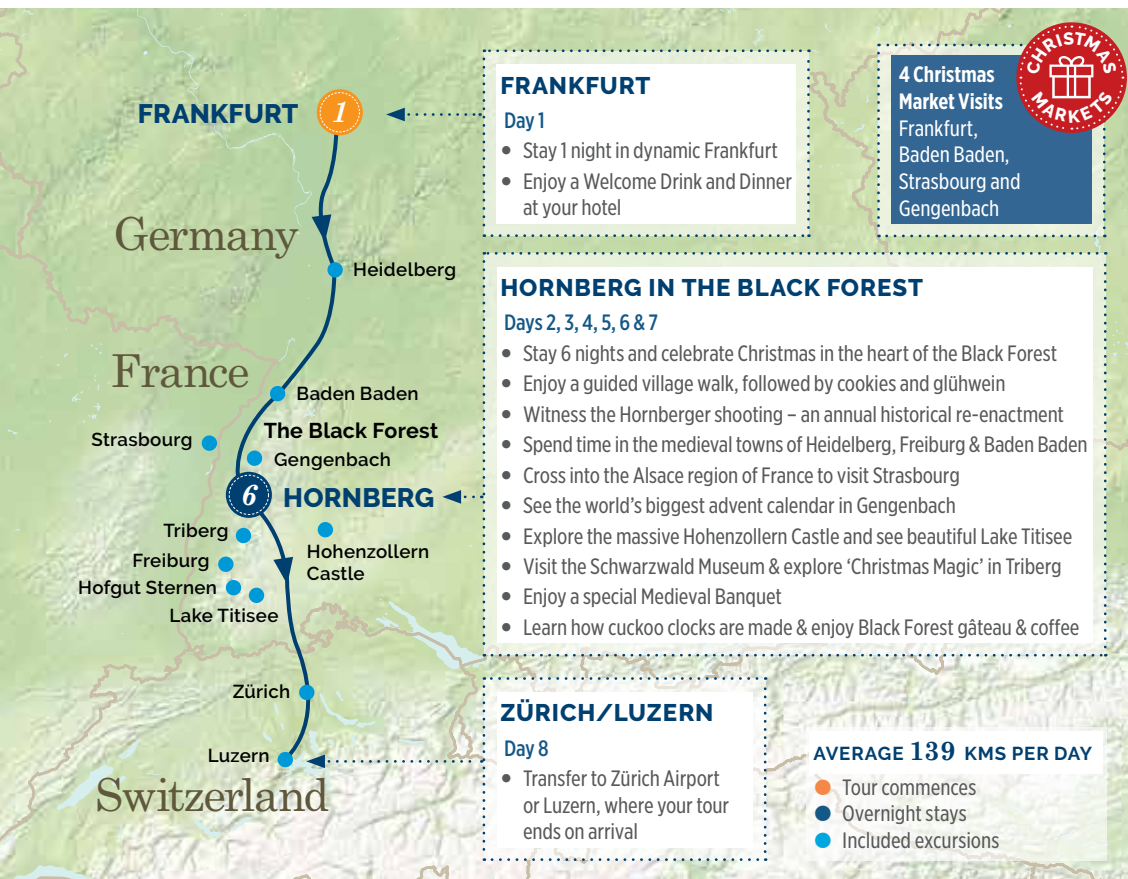 FRANKFURT 1
Germany
Heidelberg
France
Baden Baden
Strasbourg
The Black Forest
Gengenbach
6 HORNBERG
Triberg
Hohenzollern
Castle
Freiburg
Hofgut Sternen
Lake Titisee
Zürich
Luzern
Switzerland
FRANKFURT
Day 1
• Stay 1 night in dynamic Frankfurt
• Enjoy a Welcome Drink and Dinner
at your hotel
4 Christmas
Market Visits
Frankfurt,
Baden Baden,
Strasbourg and
Gengenbach
CHRISTMAS
MARKETS
HORNBERG IN THE BLACK FOREST
Days 2, 3, 4, 5, 6 & 7
• Stay 6 nights and celebrate Christmas in the heart of the Black Forest
• Enjoy a guided village walk, followed by cookies and glühwein
• Witness the Hornberger shooting – an annual historical re-enactment
• Spend time in the medieval towns of Heidelberg, Freiburg & Baden Baden
• Cross into the Alsace region of France to visit Strasbourg
• See the world's biggest advent calendar in Gengenbach
• Explore the massive Hohenzollern Castle and see beautiful Lake Titisee
• Visit the Schwarzwald Museum & explore 'Christmas Magic' in Triberg
• Enjoy a special Medieval Banquet
• Learn how cuckoo clocks are made & enjoy Black Forest gâteau & coffee
ZÜRICH/LUZERN
Day 8
• Transfer to Zürich Airport
or Luzern, where your tour
ends on arrival
AVERAGE 139 KMS PER DAY
Tour commences
Overnight stays
Included excursions